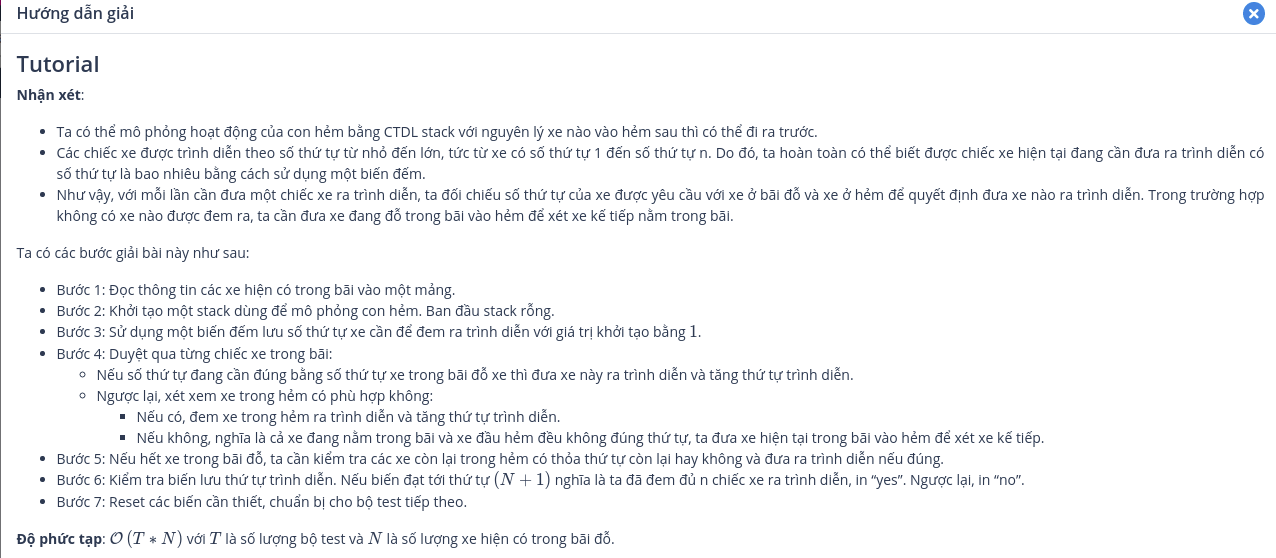 Hướng dẫn giải
Tutorial
Nhận xét:
Ta có thể mô phỏng hoạt động của con hẻm bằng CTDL stack với nguyên lý xe nào vào hẻm sau thì có thể đi ra trước.
Các chiếc xe được trình diễn theo số thứ tự từ nhỏ đến lớn, tức từ xe có số thứ tự 1 đến số thứ tự n. Do đó, ta hoàn toàn có thể biết được chiếc xe hiện tại đang cần đưa ra trình diễn có
số thứ tự là bao nhiêu bằng cách sử dụng một biến đếm.
Như vậy, với mỗi lần cần đưa một chiếc xe ra trình diễn, ta đối chiếu số thứ tự của xe được yêu cầu với xe ở bãi đỗ và xe ở hẻm để quyết định đưa xe nào ra trình diễn. Trong trường hợp
không có xe nào được đem ra, ta cần đưa xe đang đỗ trong bãi vào hẻm để xét xe kế tiếp nằm trong bãi.
Ta có các bước giải bài này như sau:
Bước 1: Đọc thông tin các xe hiện có trong bãi vào một mảng.
Bước 2: Khởi tạo một stack dùng để mô phỏng con hẻm. Ban đầu stack rỗng.
Bước 3: Sử dụng một biến đếm lưu số thứ tự xe cần để đem ra trình diễn với giá trị khởi tạo bằng 1.
Bước 4: Duyệt qua từng chiếc xe trong bãi:
Nếu số thứ tự đang cần đúng bằng số thứ tự xe trong bãi đỗ xe thì đưa xe này ra trình diễn và tăng thứ tự trình diễn.
Ngược lại, xét xem xe trong hẻm có phù hợp không:
Nếu có, đem xe trong hẻm ra trình diễn và tăng thứ tự trình diễn.
Nếu không, nghĩa là cả xe đang nằm trong bãi và xe đầu hẻm đều không đúng thứ tự, ta đưa xe hiện tại trong bãi vào hẻm để xét xe kế tiếp.
Bước 5: Nếu hết xe trong bãi đỗ, ta cần kiểm tra các xe còn lại trong hẻm có thỏa thứ tự còn lại hay không và đưa ra trình diễn nếu đúng.
Bước 6: Kiểm tra biến lưu thứ tự trình diễn. Nếu biến đạt tới thứ tự (N + 1) nghĩa là ta đã đem đủ n chiếc xe ra trình diễn, in “yes”. Ngược lại, in “no”.
Bước 7: Reset các biến cần thiết, chuẩn bị cho bộ test tiếp theo.
Độ phức tạp: O (T * N) với T là số lượng bộ test và N là số lượng xe hiện có trong bãi đỗ.